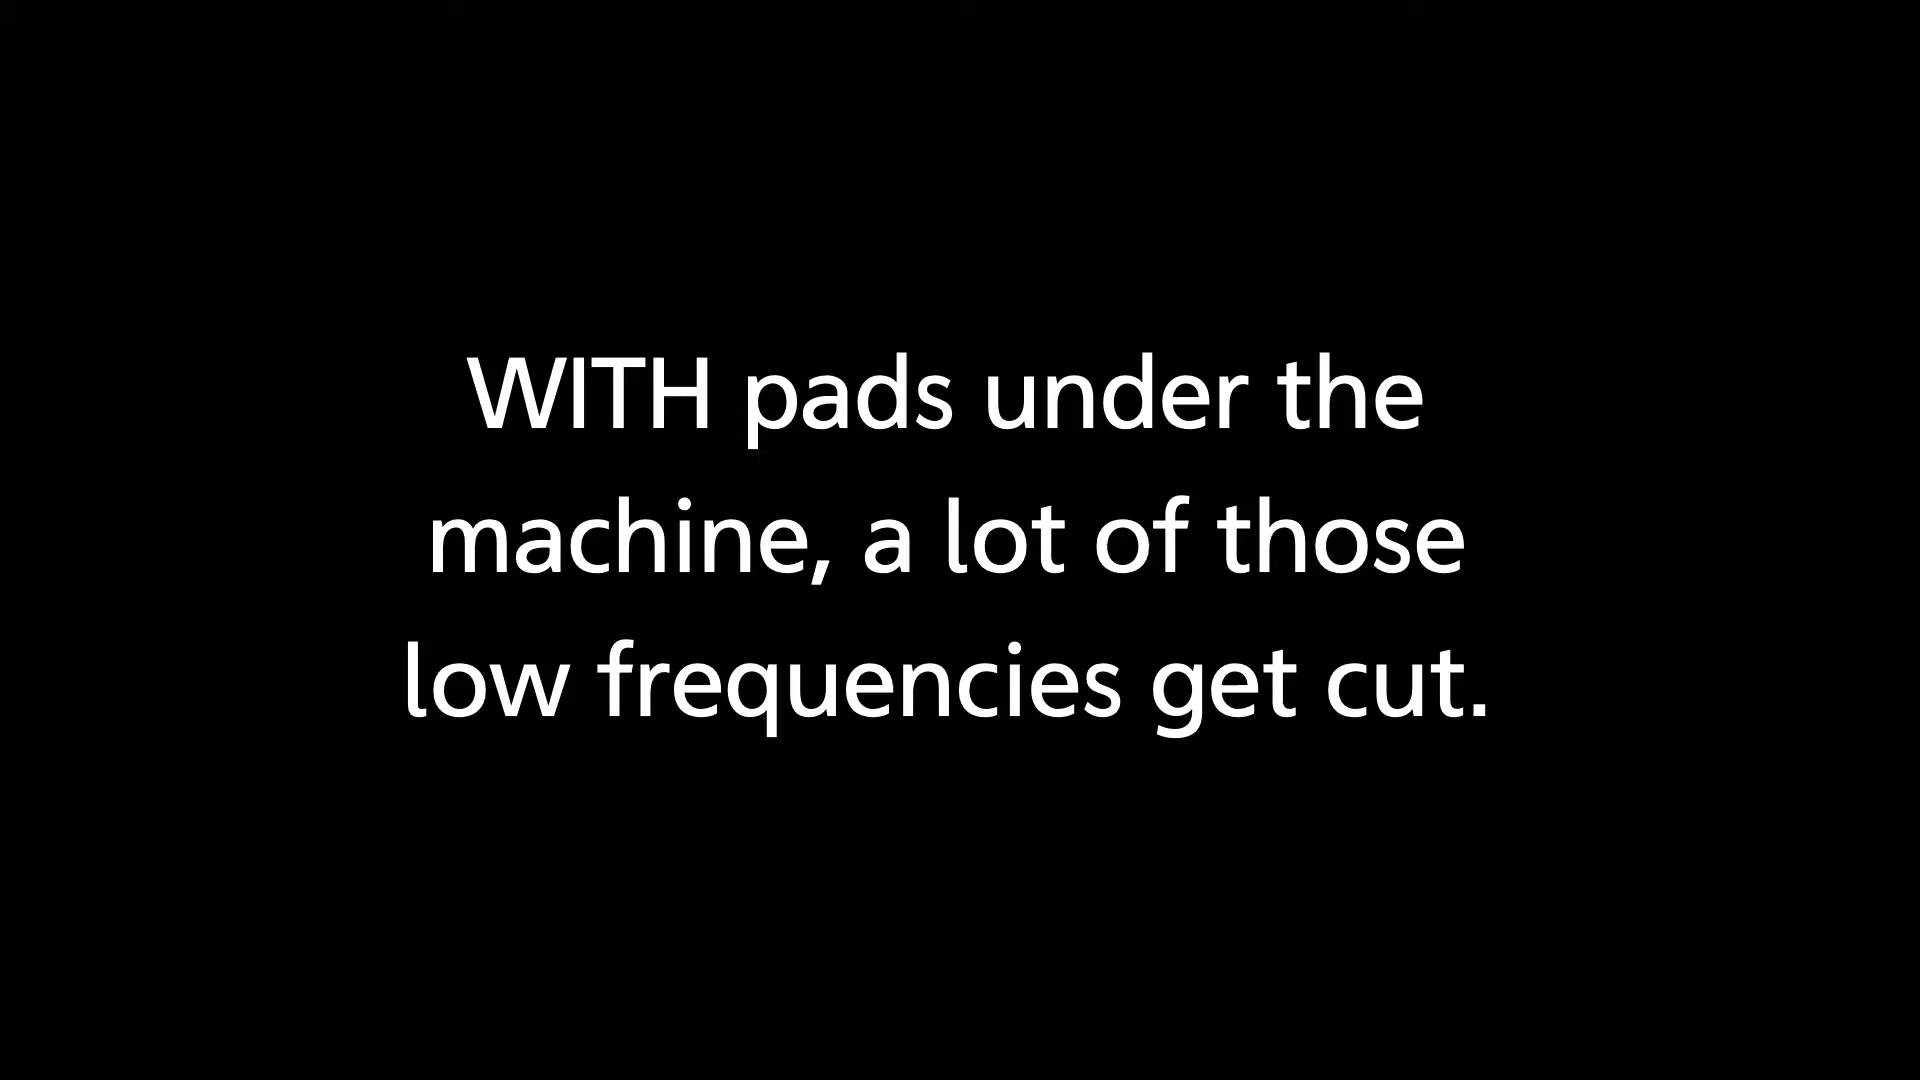 WITH pads under the
machine, a lot of those
low frequencies get cut.